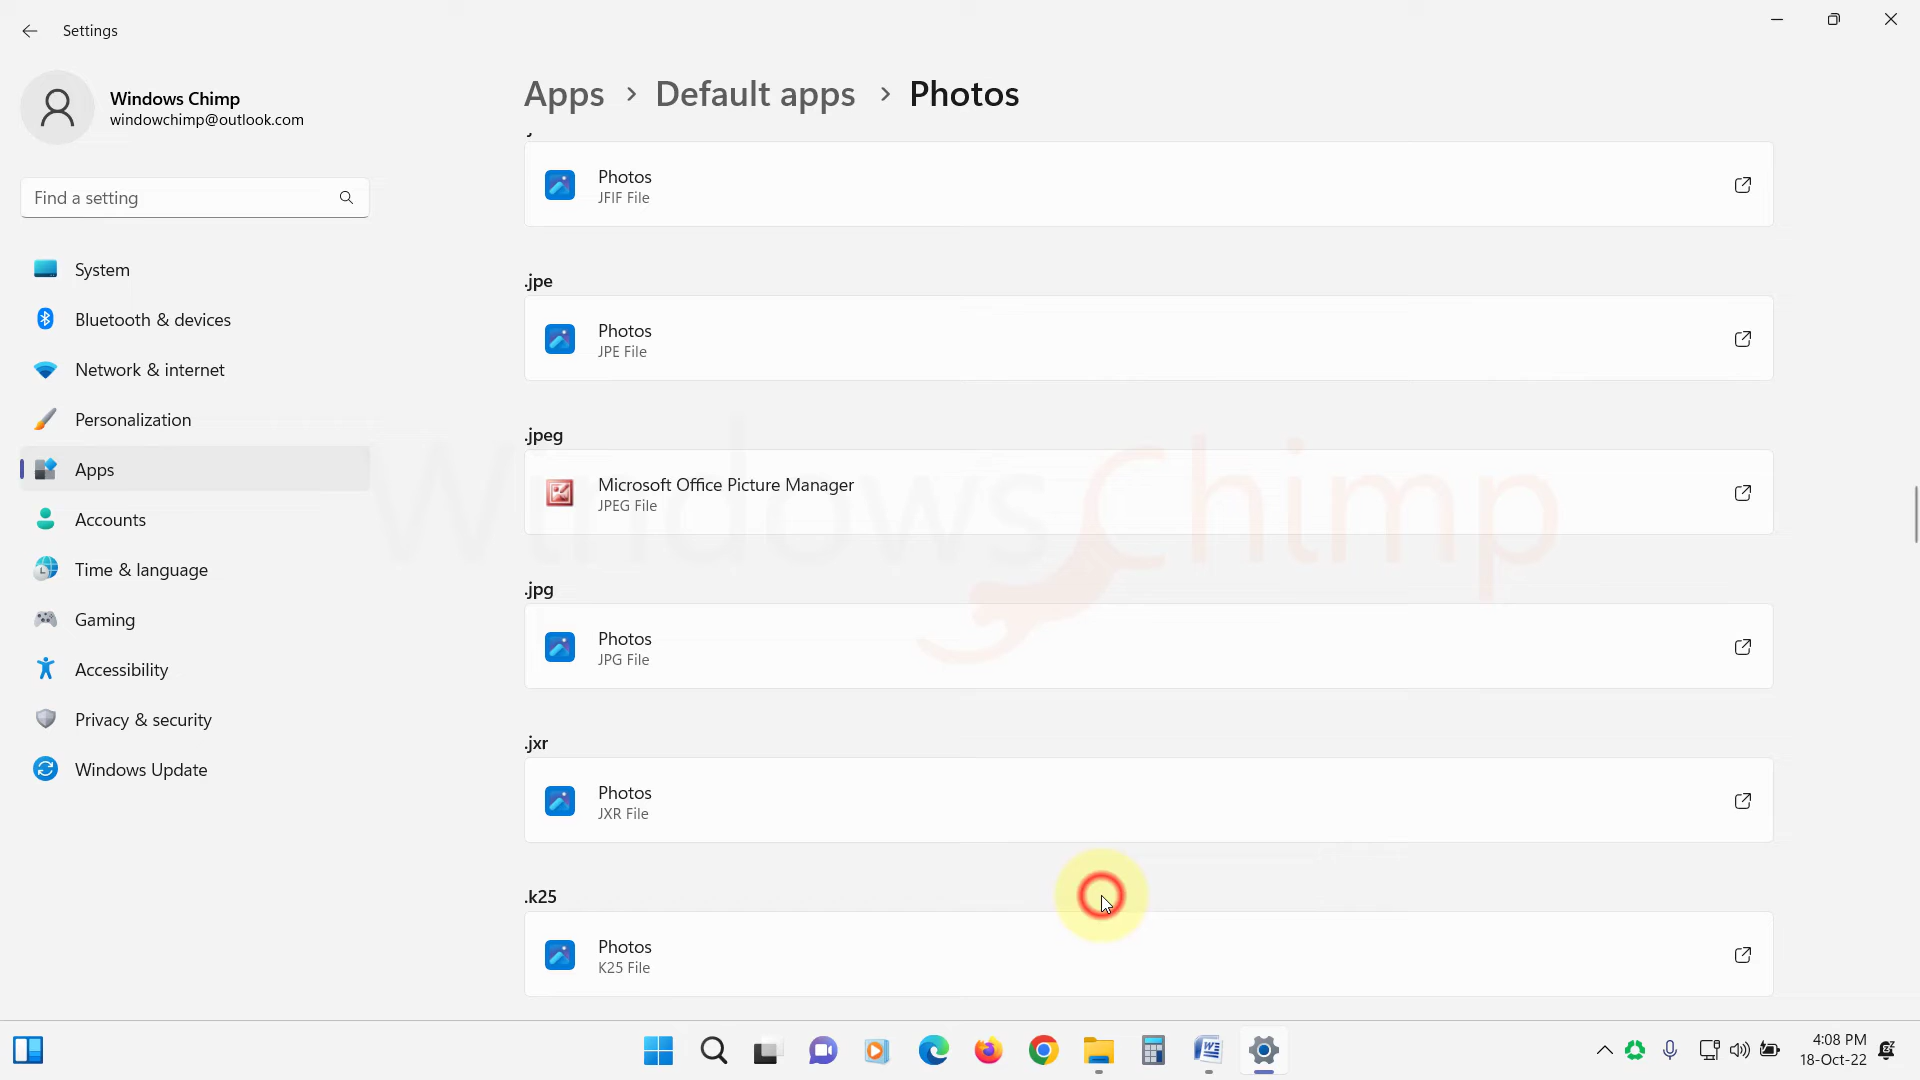 Settings
Windows Chimp
windowchimp@outlook.com
Find a setting
System
Bluetooth & devices
Network & internet
Personalization
Apps
Accounts
Time & language
Gaming
Accessibility
Privacy & security
Windows Update
Apps > Default apps > Photos
Photos
JFIF File
.jpe
Photos
JPE File
.jpeg
Microsoft Office Picture Manager
JPEG File
.jpg
Photos
JPG File
.jxr
Photos
JXR File
.k25
Photos
K25 File
Windows Chimp
4:08 PM
18-Oct-22